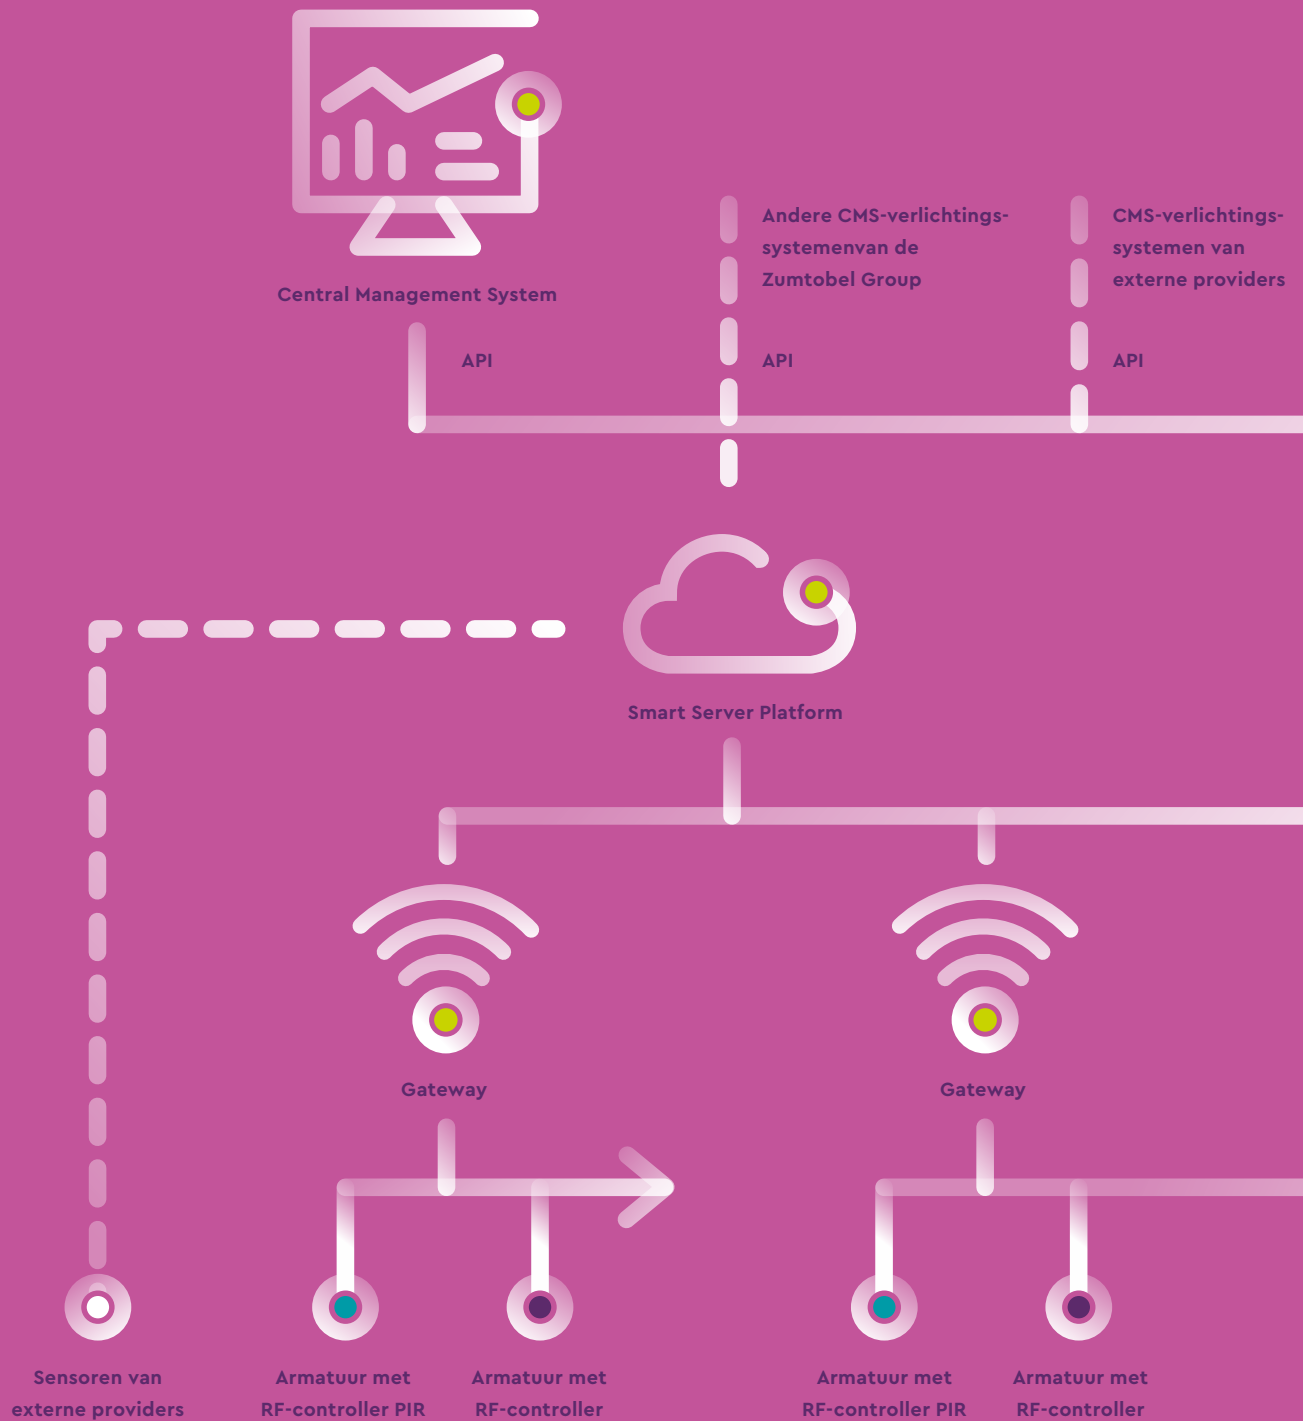 Andere CMS-verlichtings-
systemenvan de
Zumtobel Group
CMS-verlichtings-
systemen van
externe providers
Central Management System
API
API
API
Smart Server Platform
Gateway
Gateway
Sensoren van
externe providers
Armatuur met
RF-controller PIR
Armatuur met
RF-controller
Armatuur met
RF-controller PIR
Armatuur met
RF-controller